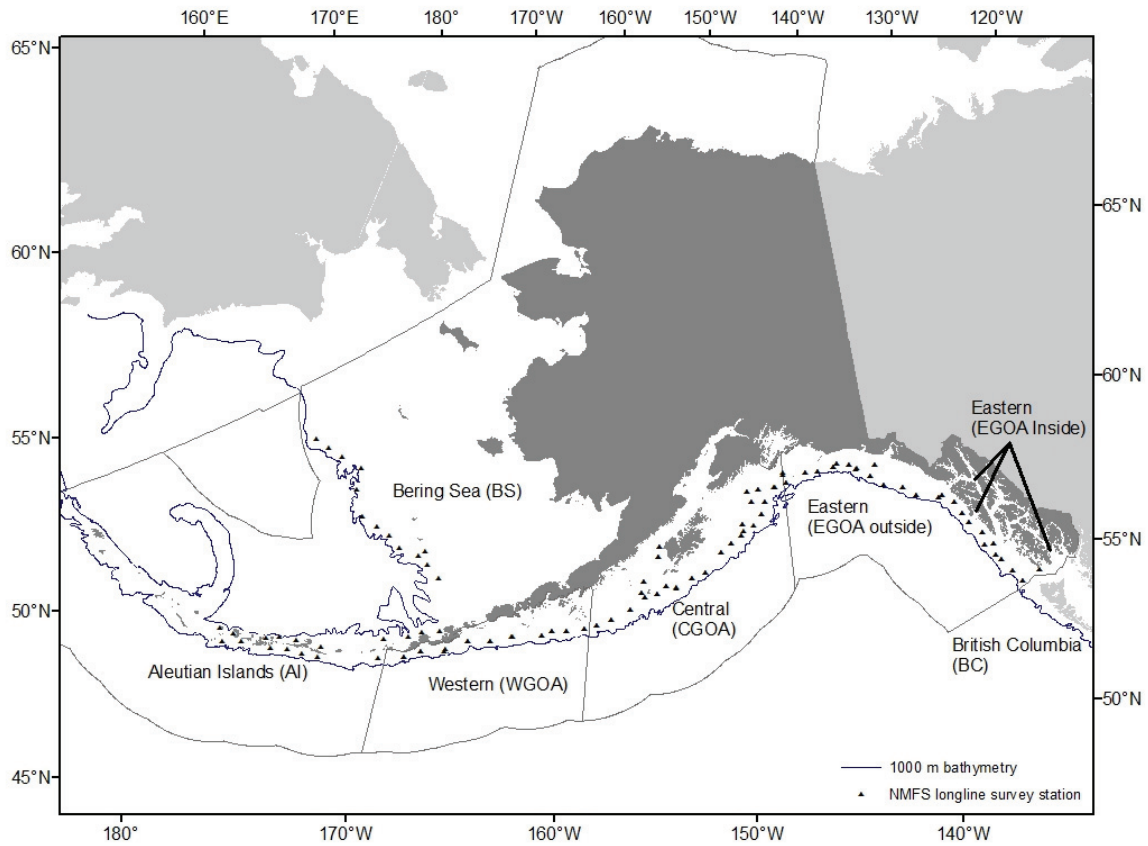 160°E 170°E 180° 170°W 160°W 150°W 140°W 130°W 120°W
65°N
65°N
60°N
60°N
Eastern
(EGOA Inside)
55°N
Bering Sea (BS)
Eastern
(EGOA outside)
55°N
50°N
Central
(CGOA)
British Columbia
(BC)
Aleutian Islands (AI)
Western (WGOA)
50°N
45°N
1000 m bathymetry
NMFS longline survey station
180° 170°W 160°W 150°W 140°W